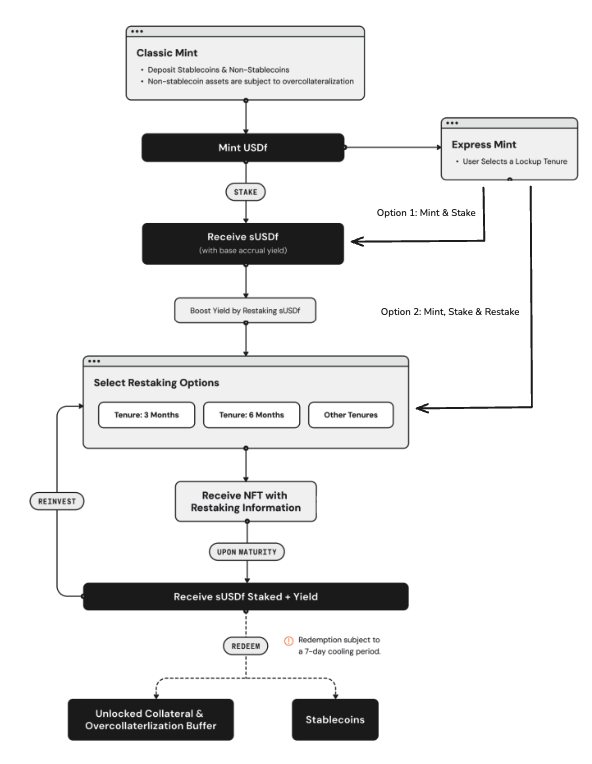 Classic Mint
• Deposit Stablecoins & Non-Stablecoins
• Non-stablecoin assets are subject to overcollateralization
Mint USDf
Express Mint
• User Selects a Lockup Tenure
STAKE
Option 1: Mint & Stake
Receive sUSDf
(with base accrual yield)
Boost Yield by Restaking sUSDf
Option 2: Mint, Stake & Restake
Select Restaking Options
Tenure: 3 Months
Tenure: 6 Months
Other Tenures
REINVEST
Receive NFT with
Restaking Information
UPON MATURITY
Receive sUSDf Staked + Yield
REDEEM
Redemption subject to
a 7-day cooling period.
Unlocked Collateral &
Overcollaterlization Buffer
Stablecoins